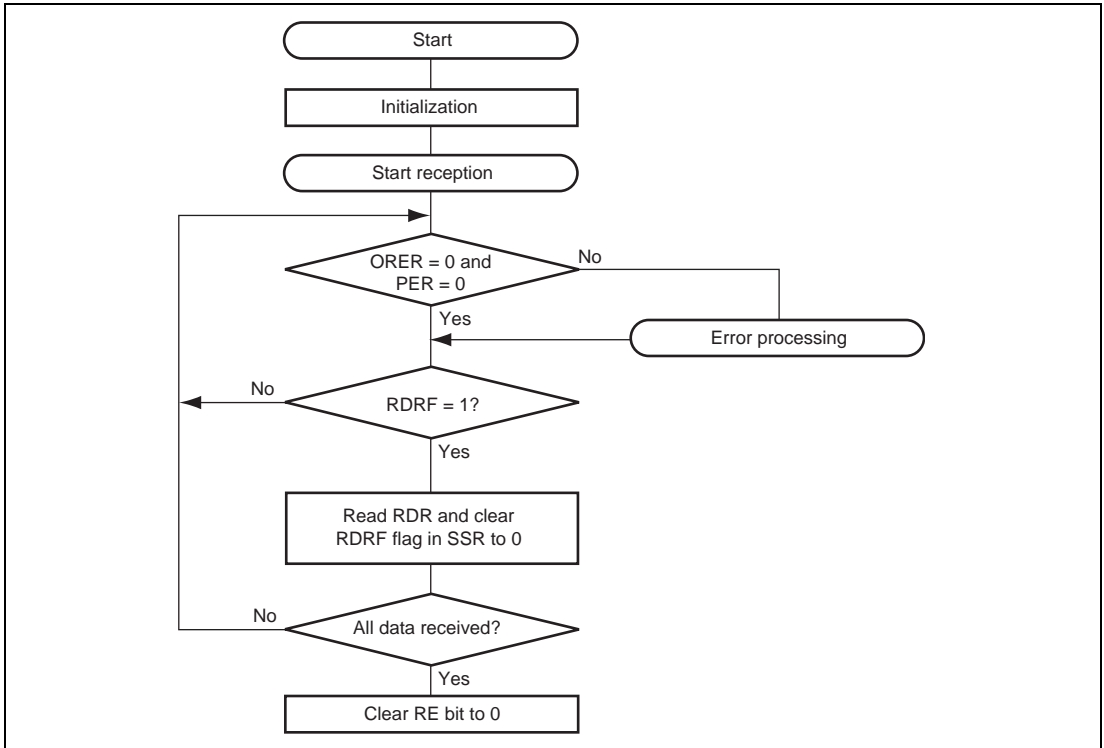 Start
Initialization
Start reception
ORER = 0 and
PER = 0
No
Yes
Error processing
No
RDRF = 1?
Yes
Read RDR and clear
RDRF flag in SSR to 0
No
All data received?
Yes
Clear RE bit to 0